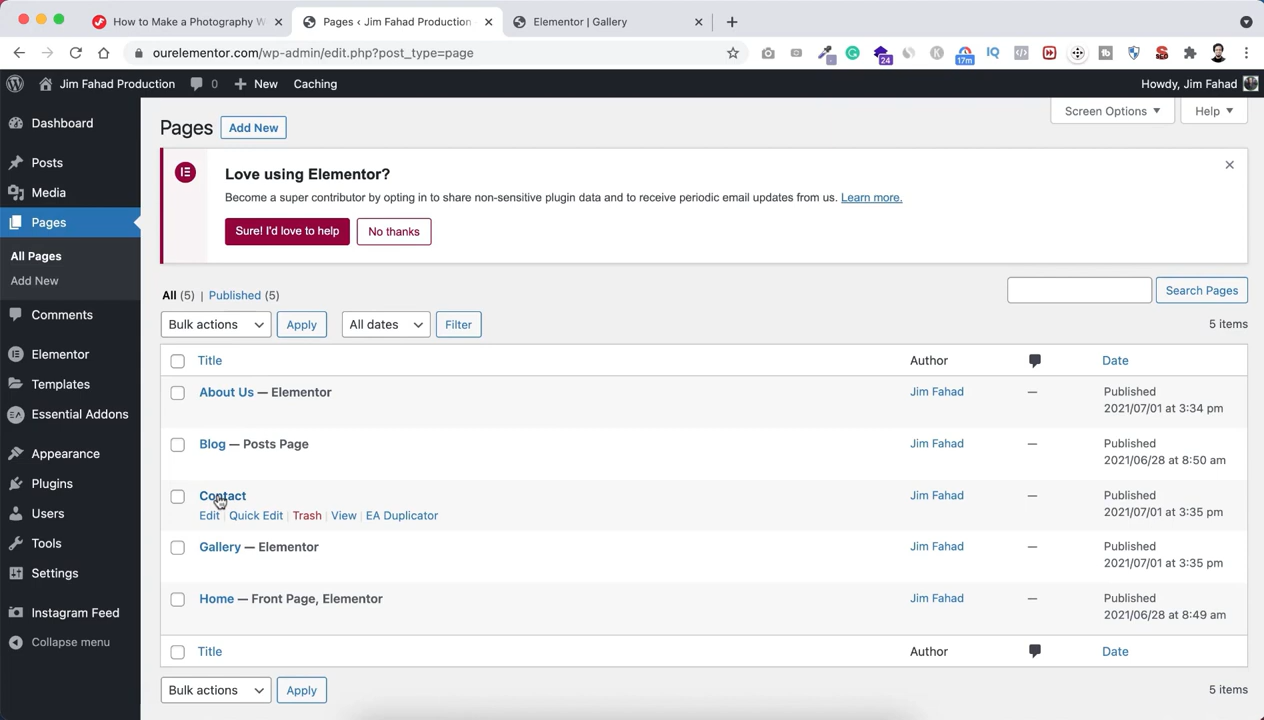 How to Make a Photography W
Pages ‹ Jim Fahad Production
Elementor | Gallery
ourelementor.com/wp-admin/edit.php?post_type=page
24
17m
IQ
Jim Fahad Production
0
New
Caching
Howdy, Jim Fahad
Dashboard
Posts
Media
Pages
All Pages
Add New
Comments
Elementor
Templates
Essential Addons
Appearance
Plugins
Users
Tools
Settings
Instagram Feed
Collapse menu
Screen Options
Help
Pages
Add New
Love using Elementor?
Become a super contributor by opting in to share non-sensitive plugin data and to receive periodic email updates from us. Learn more.
Sure! I'd love to help
No thanks
All (5) | Published (5)
Search Pages
Bulk actions
Apply
All dates
Filter
5 items
Title
Author
Date
About Us — Elementor
Jim Fahad
—
Published
2021/07/01 at 3:34 pm
Blog — Posts Page
Jim Fahad
—
Published
2021/06/28 at 8:50 am
Contact
Edit | Quick Edit | Trash | View | EA Duplicator
Jim Fahad
—
Published
2021/07/01 at 3:35 pm
Gallery — Elementor
Jim Fahad
—
Published
2021/07/01 at 3:35 pm
Home — Front Page, Elementor
Jim Fahad
—
Published
2021/06/28 at 8:49 am
Title
Author
Date
Bulk actions
Apply
5 items